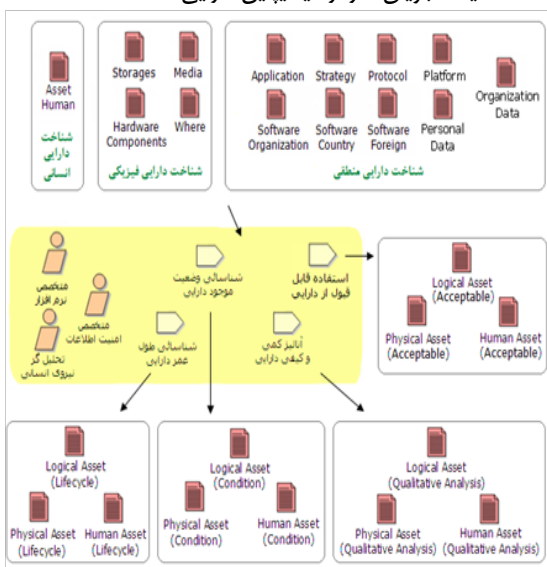 Asset
Human
شناخت
دارایی
انسانی
Storages
Media
Hardware
Components
Where
شناخت دارایی فیزیکی
Application
Strategy
Protocol
Platform
Organization
Data
Software
Organization
Software
Country
Software
Foreign
Personal
Data
شناخت دارایی منطقی
متخصص
نرم افزار
متخصص
امنیت اطلاعات
تحلیل گر
نیروی انسانی
شناسائی وضعیت
موجود دارایی
استفاده قابل
قبول از دارایی
شناسائی طول
عمر دارایی
آنالیز کمی
و کیفی دارایی
Logical Asset
(Acceptable)
Physical Asset
(Acceptable)
Human Asset
(Acceptable)
Logical Asset
(Lifecycle)
Physical Asset
(Lifecycle)
Human Asset
(Lifecycle)
Logical Asset
(Condition)
Physical Asset
(Condition)
Human Asset
(Condition)
Logical Asset
(Qualitative Analysis)
Physical Asset
(Qualitative Analysis)
Human Asset
(Qualitative Analysis)